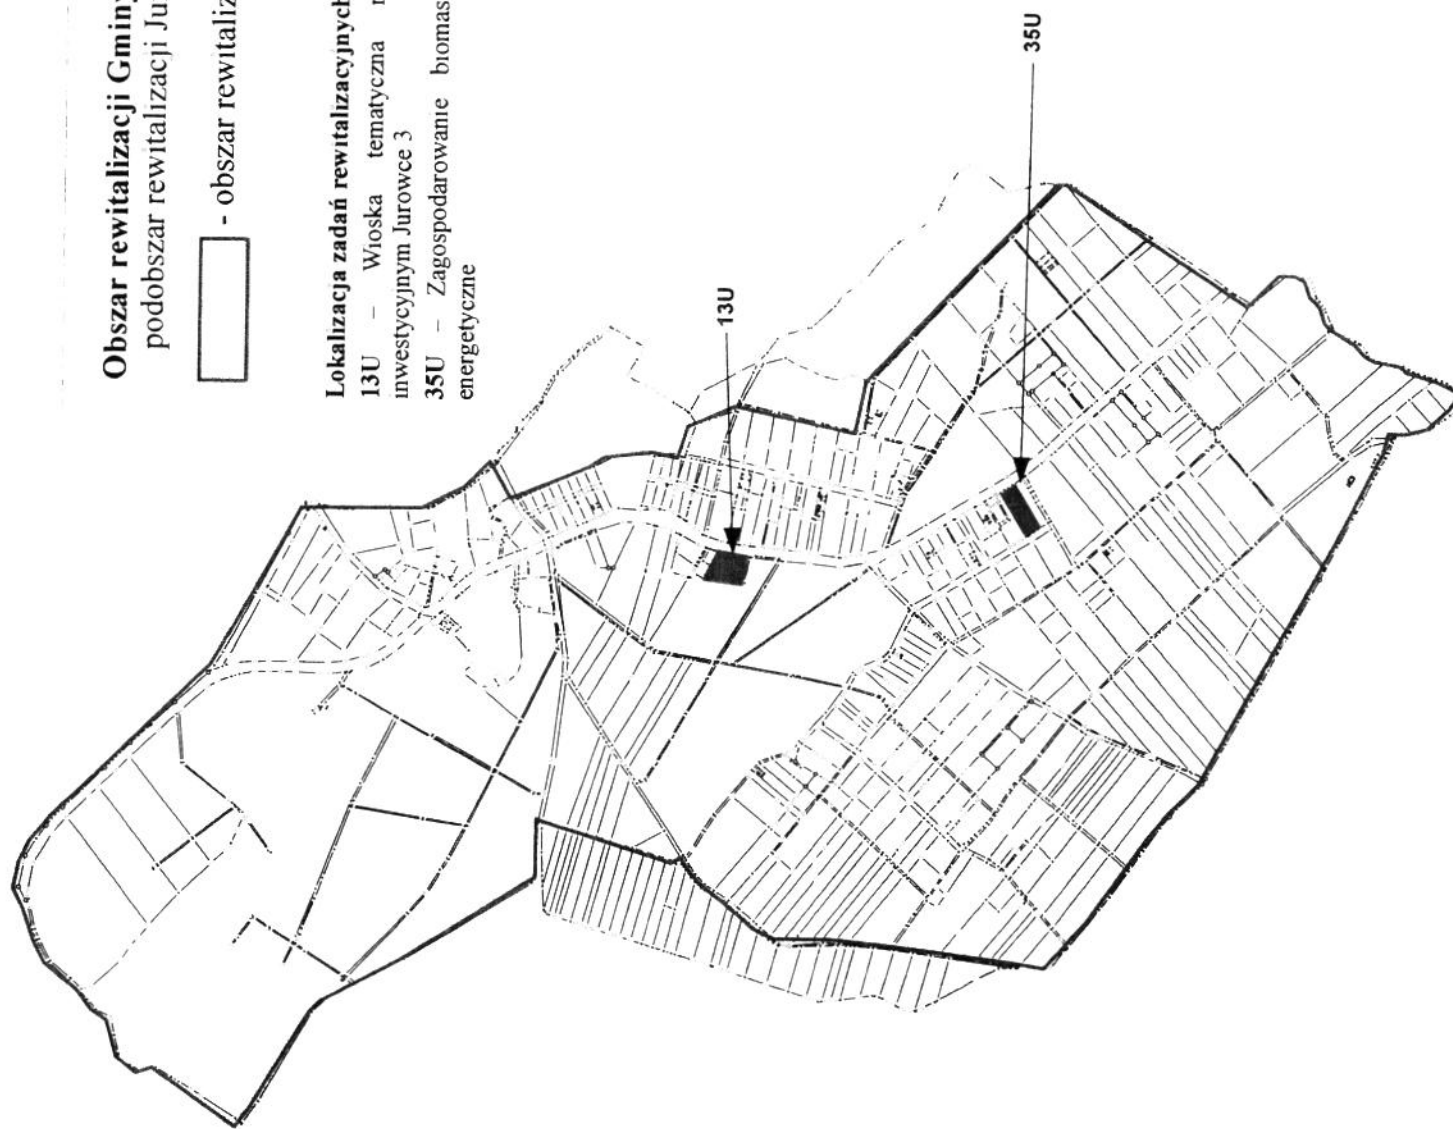 Obszar rewitalizacji Gminy
podobszar rewitalizacji Ju
- obszar rewitaliz
Lokalizacja zadań rewitalizacyjnych
13U – Wioska tematyczna
inwestycyjnym Jurowce 3
35U – Zagospodarowanie biomas
energetyczne
13U
35U